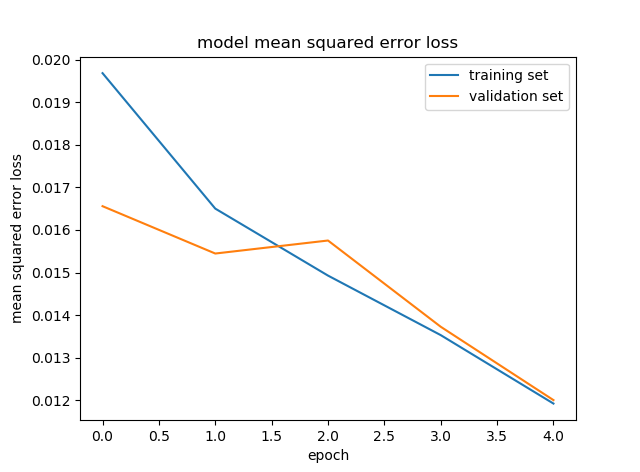 model mean squared error loss
training set
validation set
mean squared error loss
0.020
0.019
0.018
0.017
0.016
0.015
0.014
0.013
0.012
0.0 0.5 1.0 1.5 2.0 2.5 3.0 3.5 4.0
epoch